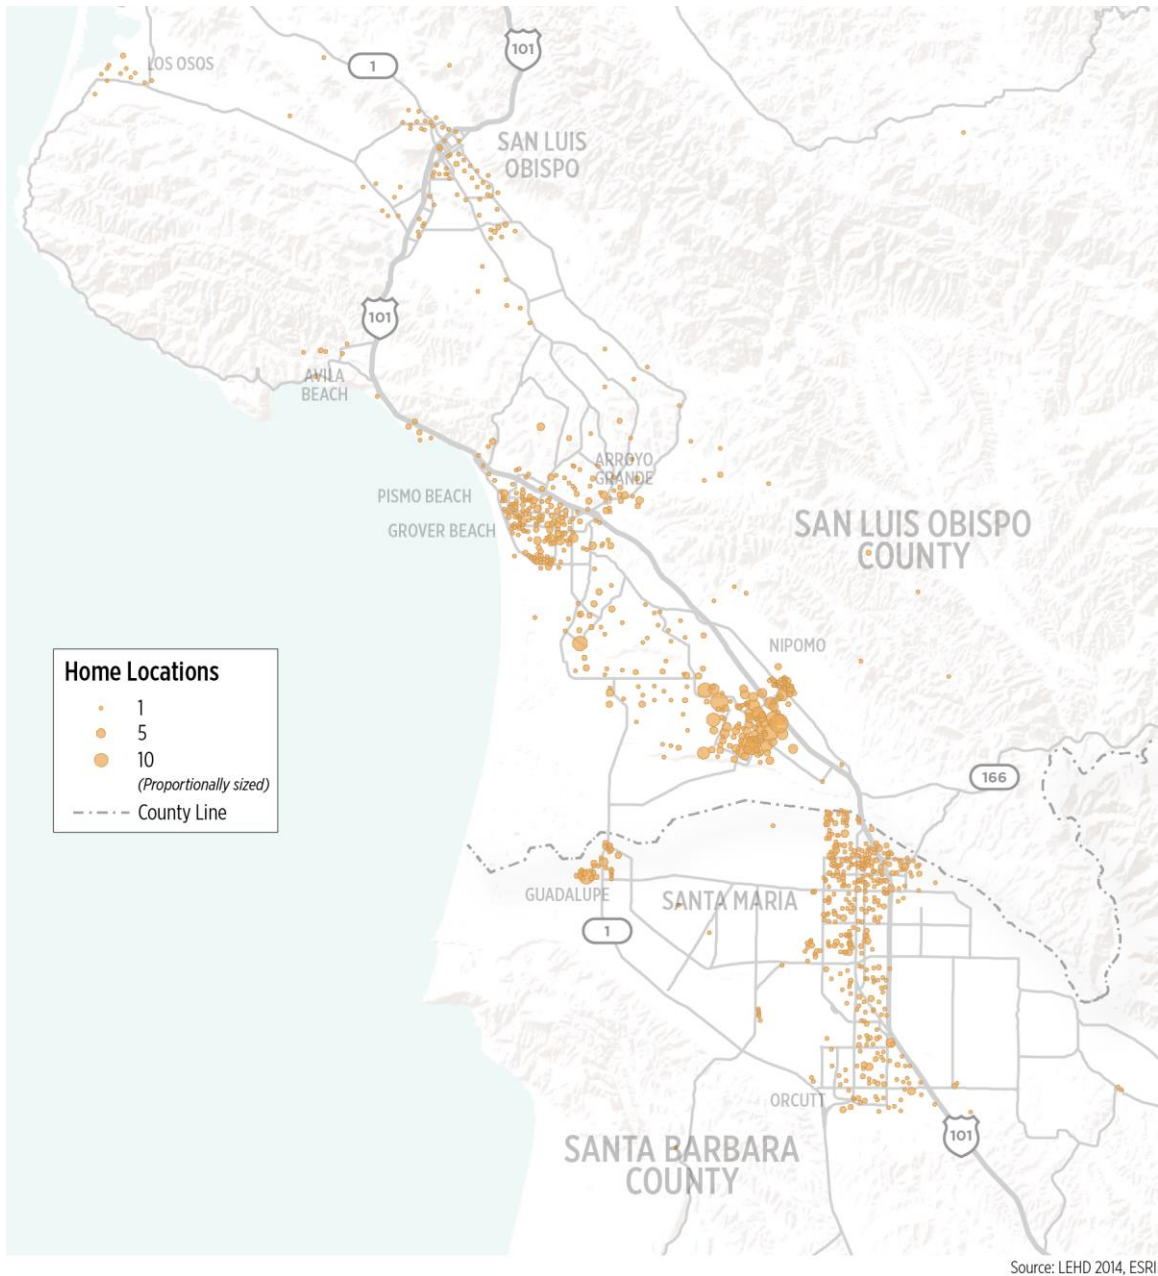 101
1
LOS OSOS
SAN LUIS
OBISPO
101
AVILA
BEACH
ARROYO
GRANDE
PISMO BEACH
GROVER BEACH
SAN LUIS OBISPO
COUNTY
NIPOMO
Home Locations
1
5
10
(Proportionally sized)
County Line
166
GUADALUPE
SANTA MARIA
1
ORCUTT
101
SANTA BARBARA
COUNTY
Source: LEHD 2014, ESRI